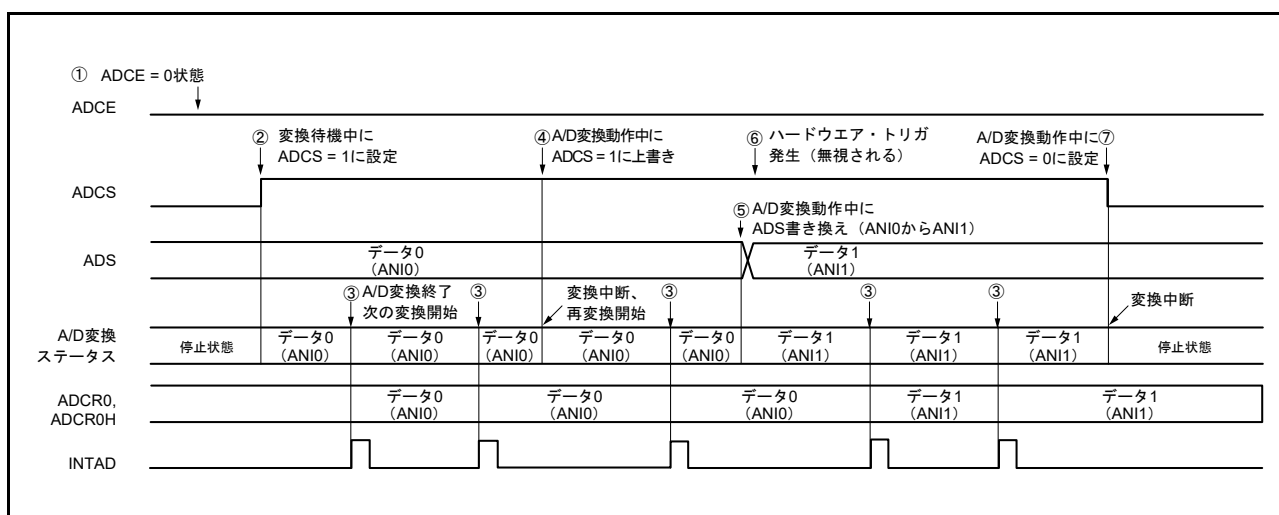 ① ADCE = 0状態
ADCE
② 変換待機中に
ADCS = 1に設定
④A/D変換動作中に
ADCS = 1に上書き
⑥ ハードウエア・トリガ
発生（無視される）
A/D変換動作中に⑦
ADCS = 0に設定
ADCS
⑤A/D変換動作中に
ADS書き換え（ANI0からANI1）
ADS
データ0
(ANI0)
データ1
(ANI1)
③A/D変換終了
次の変換開始
③
変換中断、
再変換開始
③
③
③
変換中断
A/D変換
ステータス
停止状態
データ0
(ANI0)
データ0
(ANI0)
データ0
(ANI0)
データ0
(ANI0)
データ0
(ANI0)
データ1
(ANI1)
データ1
(ANI1)
データ1
(ANI1)
停止状態
ADCR0,
ADCR0H
データ0
(ANI0)
データ0
(ANI0)
データ0
(ANI0)
データ1
(ANI1)
データ1
(ANI1)
INTAD